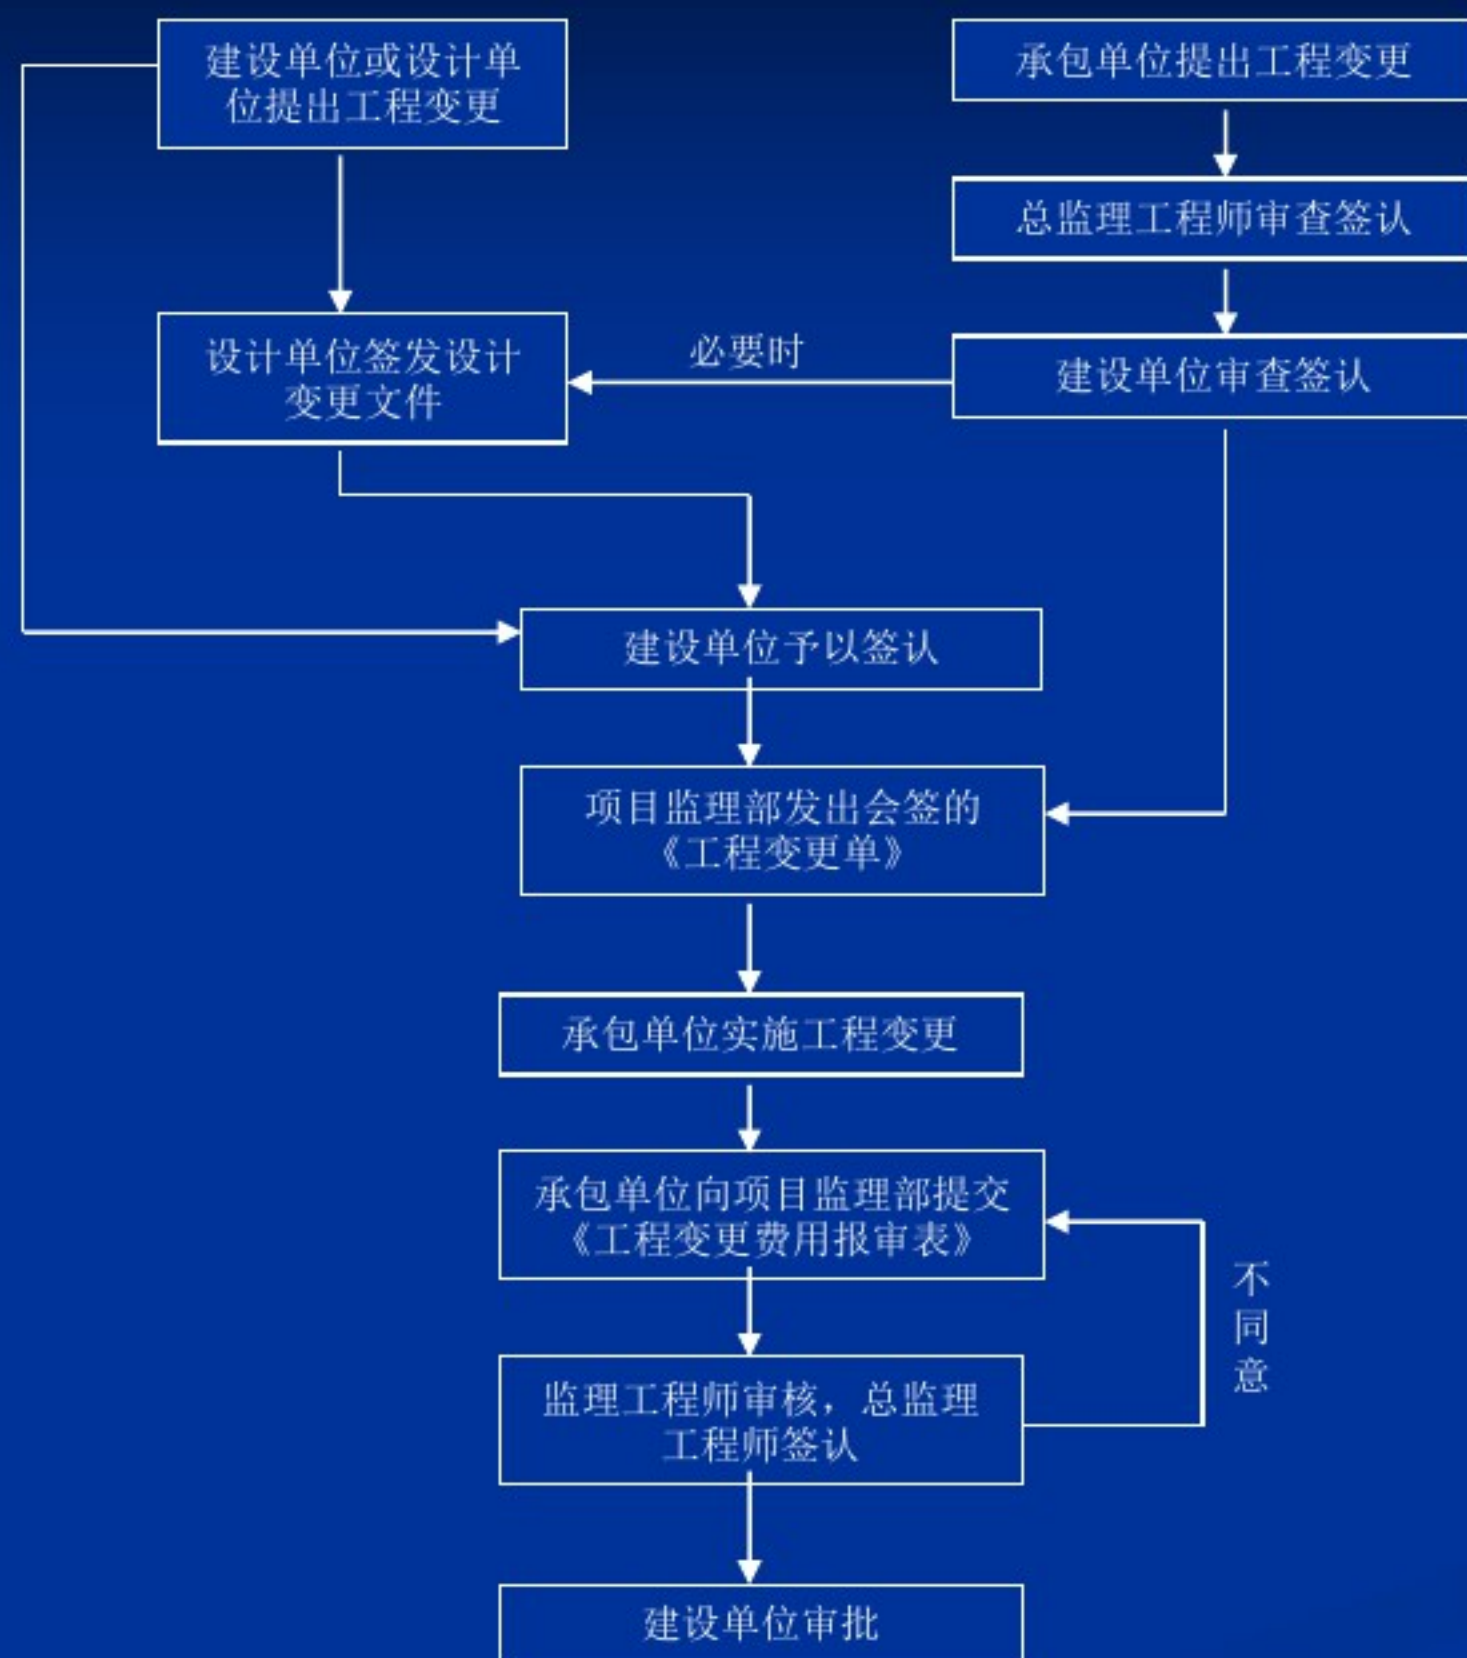 建设单位或设计单
位提出工程变更
承包单位提出工程变更
总监理工程师审查签认
设计单位签发设计
变更文件
必要时
建设单位审查签认
建设单位予以签认
项目监理部发出会签的
《工程变更单》
承包单位实施工程变更
承包单位向项目监理部提交
《工程变更费用报审表》
不
同
意
监理工程师审核，总监理
工程师签认
建设单位审批